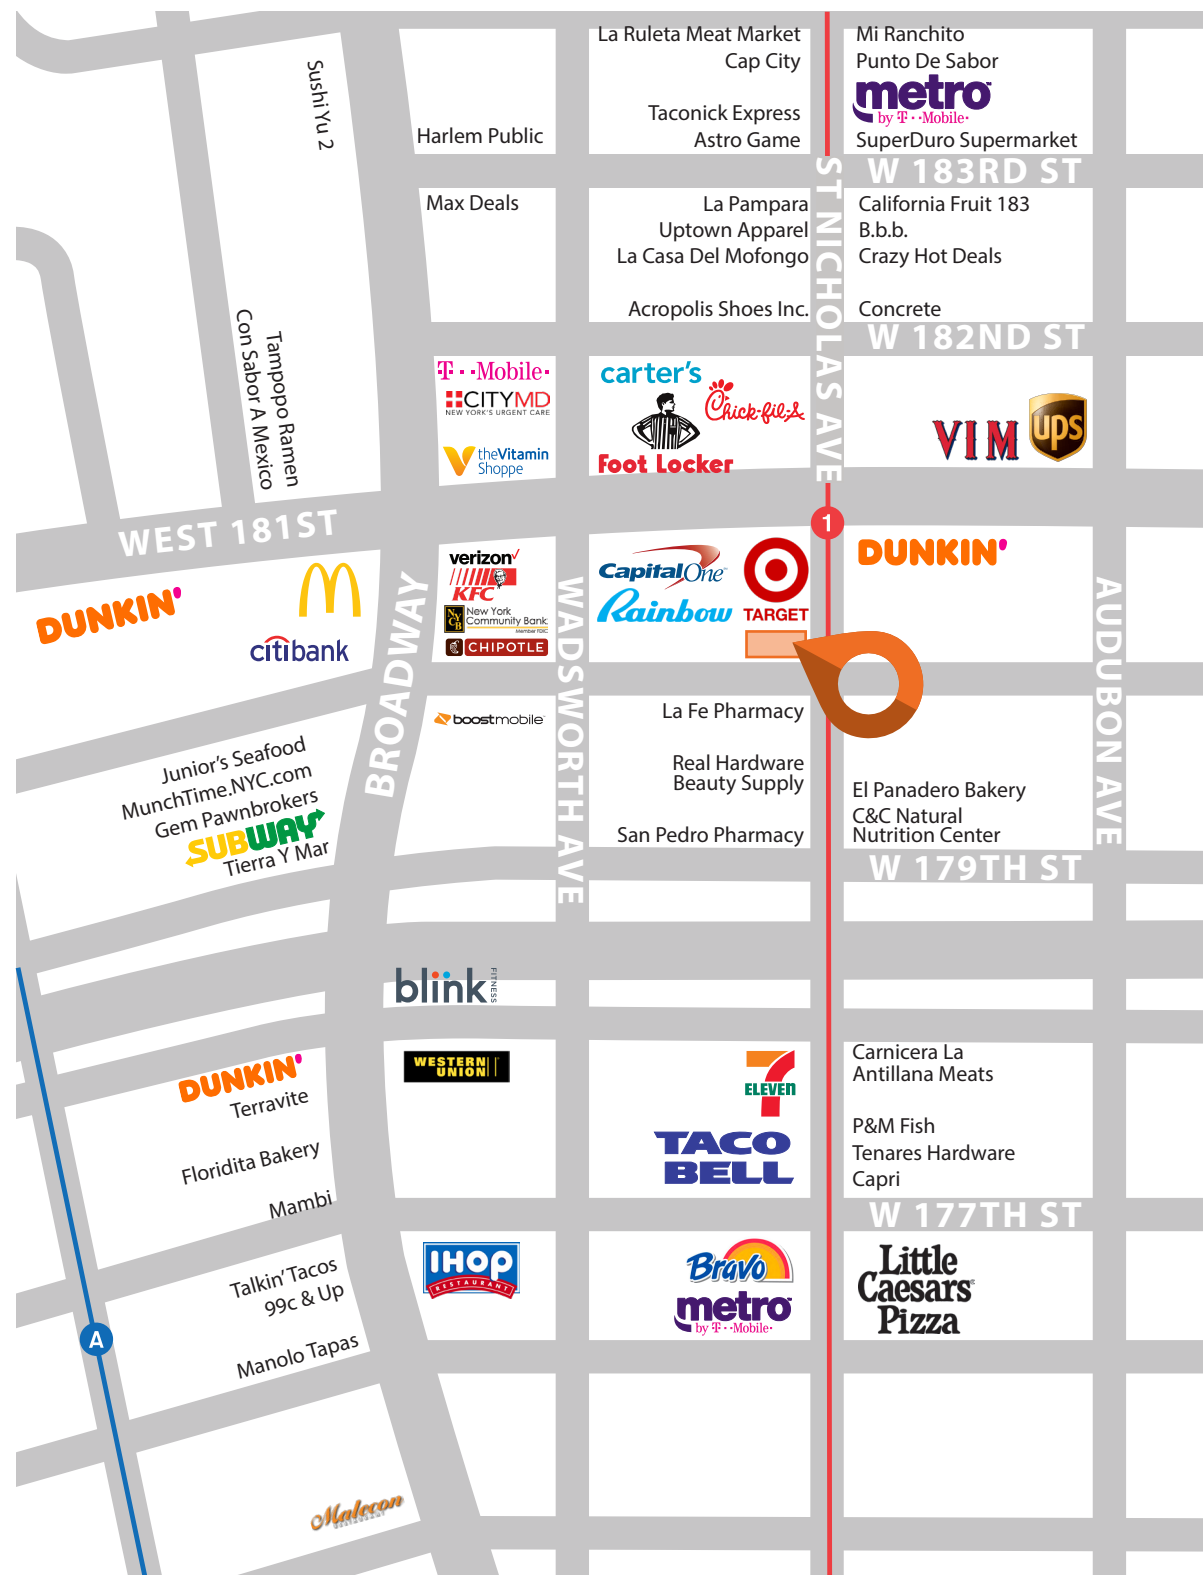 La Ruleta Meat Market
Cap City
Taconick Express
Astro Game
Mi Ranchito
Punto De Sabor
metro
by T-Mobile
SuperDuro Supermarket
Sushi Yu 2
Harlem Public
W 183RD ST
Max Deals
La Pampara
Uptown Apparel
La Casa Del Mofongo
Acropolis Shoes Inc.
ST NICHOLAS AVE
California Fruit 183
B.b.b.
Crazy Hot Deals
Concrete
W 182ND ST
Tampopo Ramen
Con Sabor A Mexico
T-Mobile
CITYMD
NEW YORK'S URGENT CARE
theVitamin
Shoppe
carter's
Chick-fil-A
Foot Locker
VIM
ups
WEST 181ST
1
DUNKIN'
citibank
BROADWAY
verizon
KFC
NYCB
New York
Community Bank
Member FDIC
CHIPOTLE
WADSWORTH AVE
Capital One
Rainbow
TARGET
DUNKIN'
AUDUBON AVE
boostmobile
La Fe Pharmacy
Real Hardware
Beauty Supply
San Pedro Pharmacy
El Panadero Bakery
C&C Natural
Nutrition Center
Junior's Seafood
MunchTime.NYC.com
Gem Pawnbrokers
SUBWAY
Tierra Y Mar
W 179TH ST
blink
FITNESS
DUNKIN'
Terravite
Floridita Bakery
Mambi
WESTERN
UNION
7
ELEVEN
TACO
BELL
Carnicera La
Antillana Meats
P&M Fish
Tenares Hardware
Capri
W 177TH ST
Talkin' Tacos
99c & Up
Manolo Tapas
A
IHOP
RESTAURANT
Bravo
metro
by T-Mobile
Little
Caesars
Pizza
Malecon
RESTAURANT